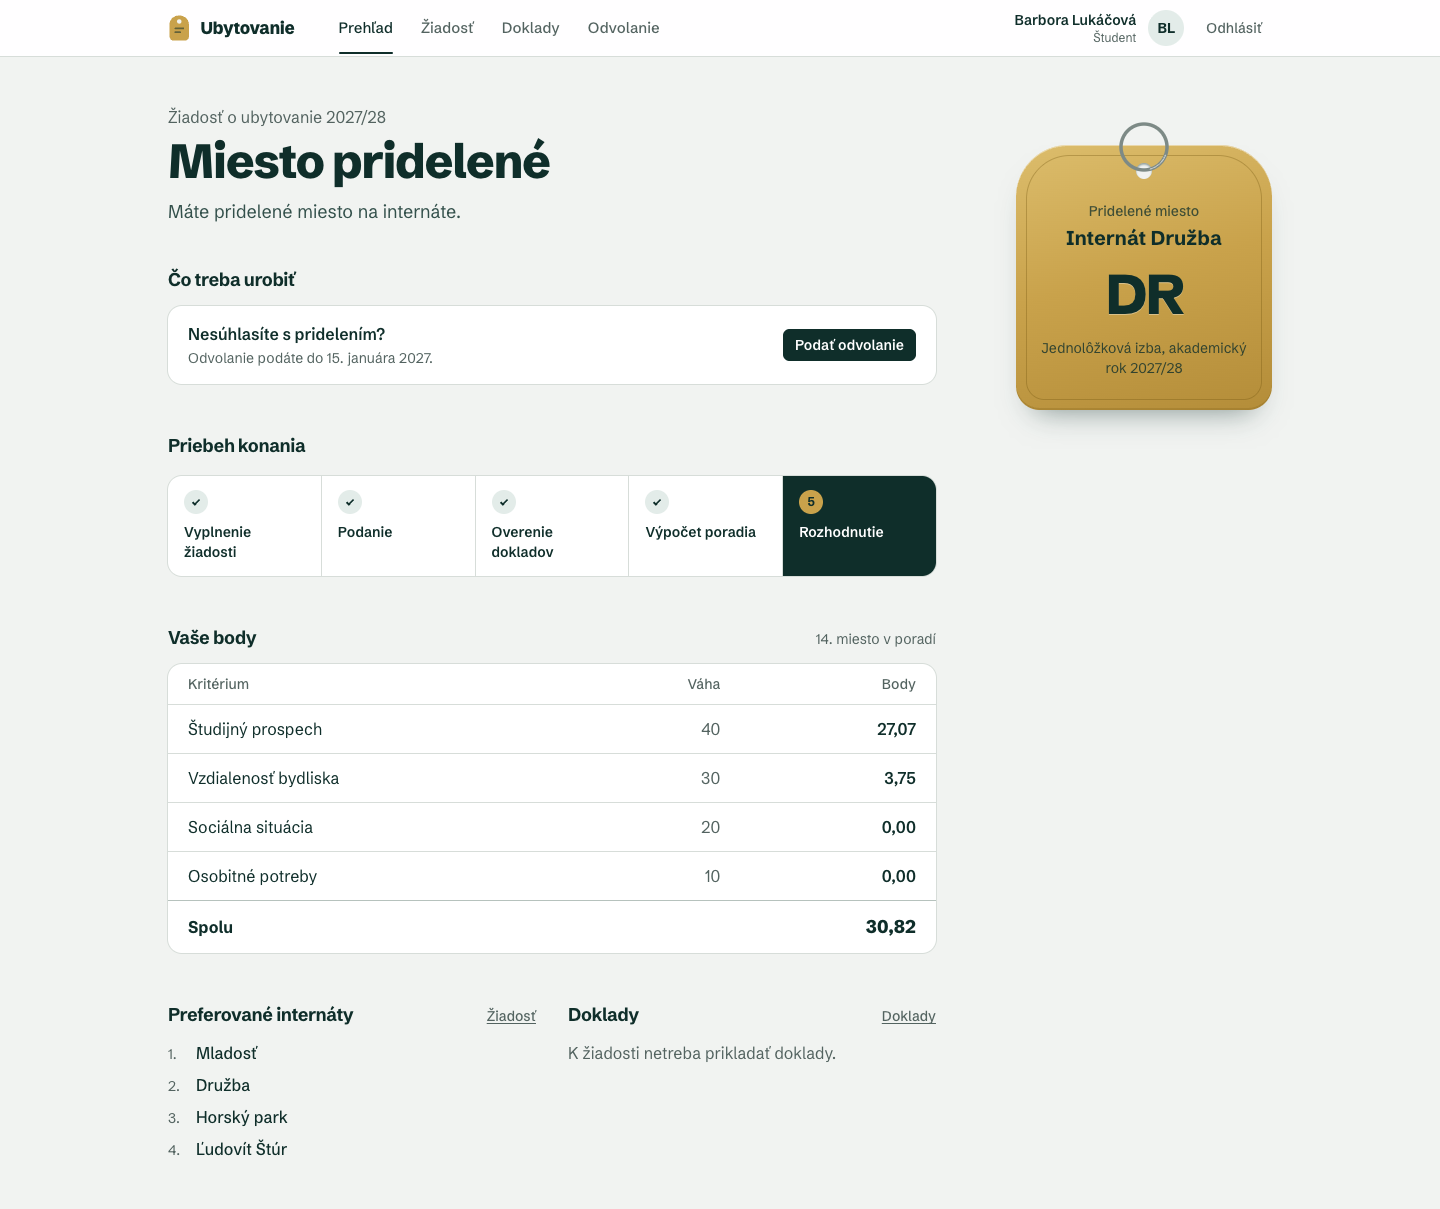 Ubytovanie
Prehľad
Žiadosť
Doklady
Odvolanie
Barbora Lukáčová
Študent
BL
Odhlásiť
Žiadosť o ubytovanie 2027/28
Miesto pridelené
Máte pridelené miesto na internáte.
Čo treba urobiť
Nesúhlasíte s pridelením?
Odvolanie podáte do 15. januára 2027.
Podať odvolanie
Pridelené miesto
Internát Družba
DR
Jednolôžková izba, akademický
rok 2027/28
Priebeh konania
Vyplnenie
žiadosti
Podanie
Overenie
dokladov
Výpočet poradia
5
Rozhodnutie
Vaše body
14. miesto v poradí
Kritérium Váha Body
Študijný prospech 40 27,07
Vzdialenosť bydliska 30 3,75
Sociálna situácia 20 0,00
Osobitné potreby 10 0,00
Spolu 30,82
Preferované internáty
Žiadosť
1. Mladosť
2. Družba
3. Horský park
4. Ľudovít Štúr
Doklady
Doklady
K žiadosti netreba prikladať doklady.